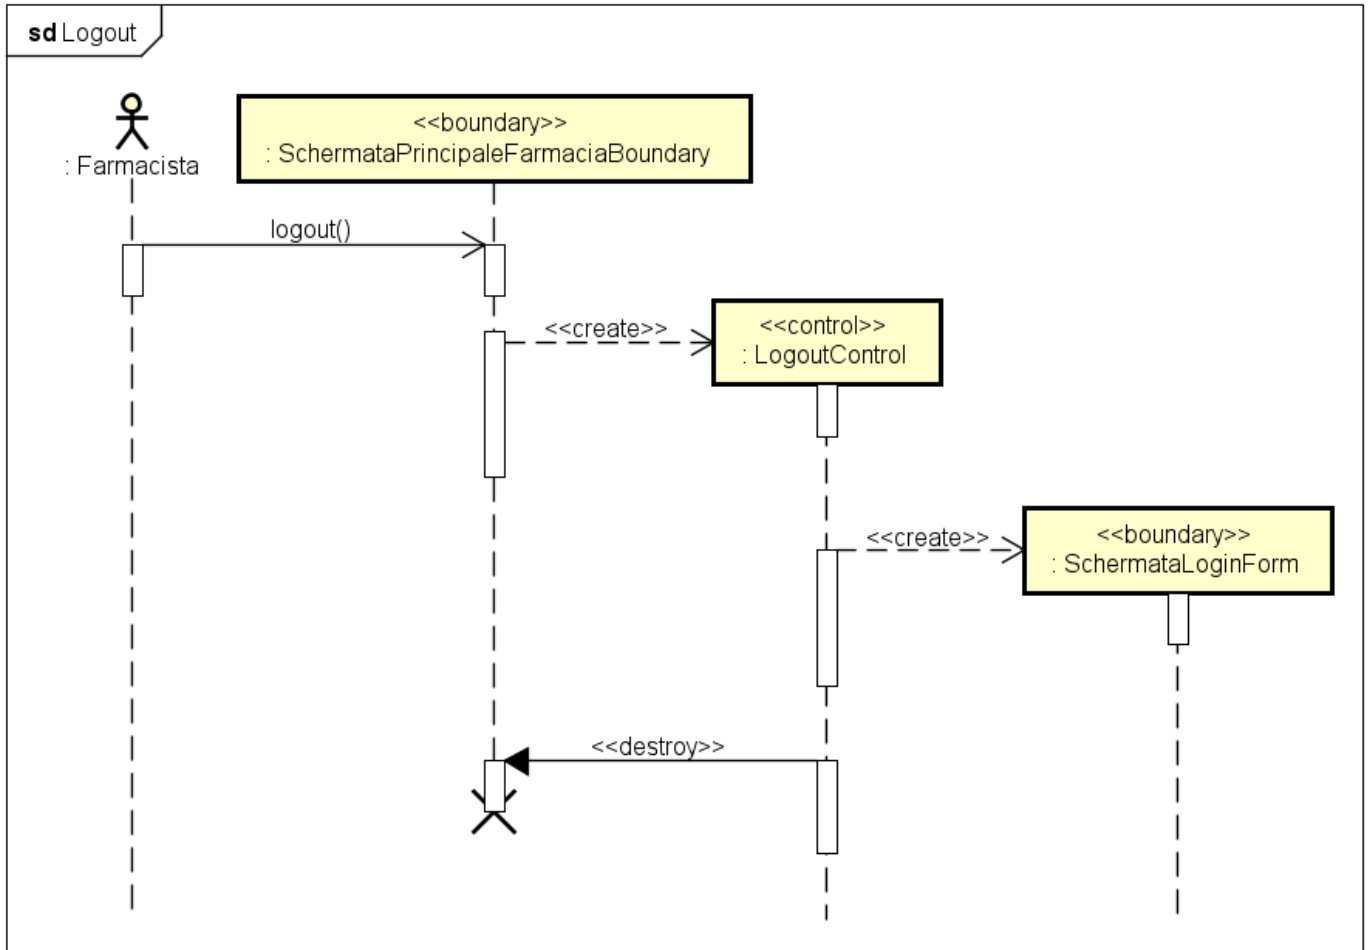 sd Logout
: Farmacista
<<boundary>>
: SchermataPrincipaleFarmaciaBoundary
logout()
<<create>>
<<control>>
: LogoutControl
<<create>>
<<boundary>>
: SchermataLoginForm
<<destroy>>